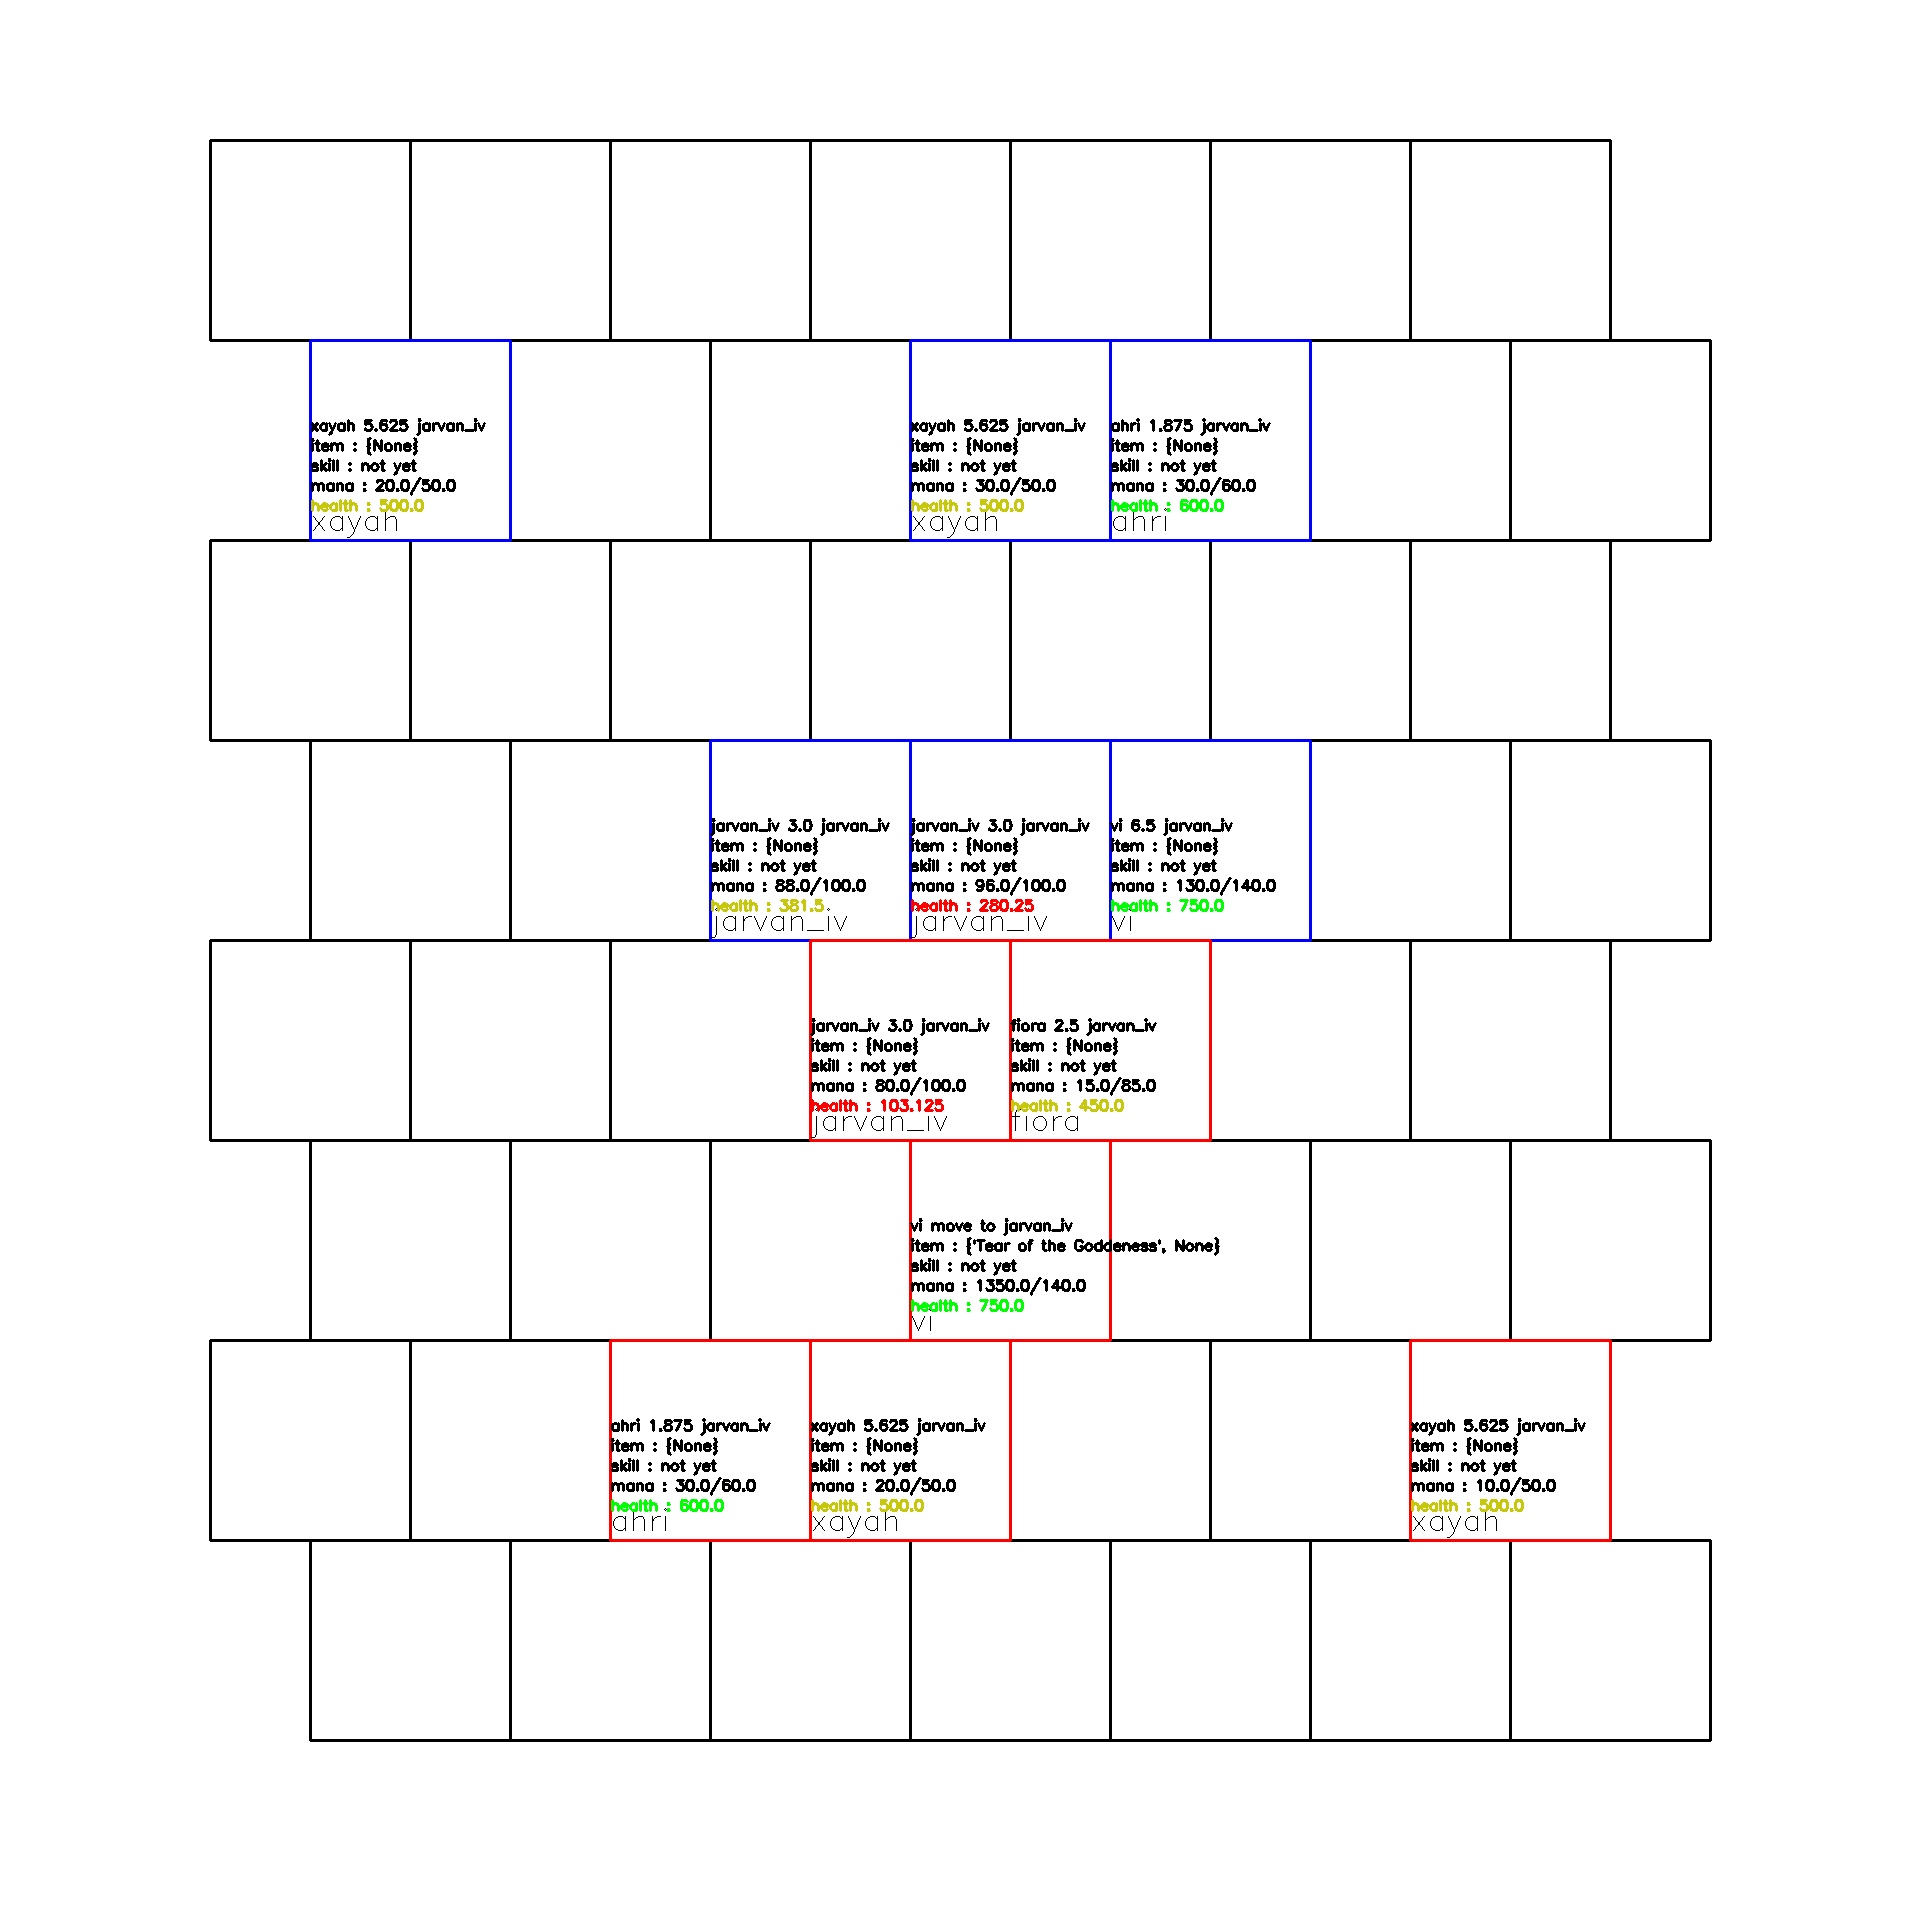 xayah 5.625 jarvan_iv
item : {None}
skill : not yet
mana : 20.0/50.0
health : 500.0
xayah
xayah 5.625 jarvan_iv
item : {None}
skill : not yet
mana : 30.0/50.0
health : 500.0
xayah
ahri 1.875 jarvan_iv
item : {None}
skill : not yet
mana : 30.0/60.0
health : 600.0
ahri
jarvan_iv 3.0 jarvan_iv
item : {None}
skill : not yet
mana : 88.0/100.0
health : 381.5
jarvan_iv
jarvan_iv 3.0 jarvan_iv
item : {None}
skill : not yet
mana : 96.0/100.0
health : 280.25
jarvan_iv
vi 6.5 jarvan_iv
item : {None}
skill : not yet
mana : 130.0/140.0
health : 750.0
vi
jarvan_iv 3.0 jarvan_iv
item : {None}
skill : not yet
mana : 80.0/100.0
health : 103.125
jarvan_iv
fiora 2.5 jarvan_iv
item : {None}
skill : not yet
mana : 15.0/85.0
health : 450.0
fiora
vi move to jarvan_iv
item : {'Tear of the Goddeness', None}
skill : not yet
mana : 1350.0/140.0
health : 750.0
vi
ahri 1.875 jarvan_iv
item : {None}
skill : not yet
mana : 30.0/60.0
health : 600.0
ahri
xayah 5.625 jarvan_iv
item : {None}
skill : not yet
mana : 20.0/50.0
health : 500.0
xayah
xayah 5.625 jarvan_iv
item : {None}
skill : not yet
mana : 10.0/50.0
health : 500.0
xayah